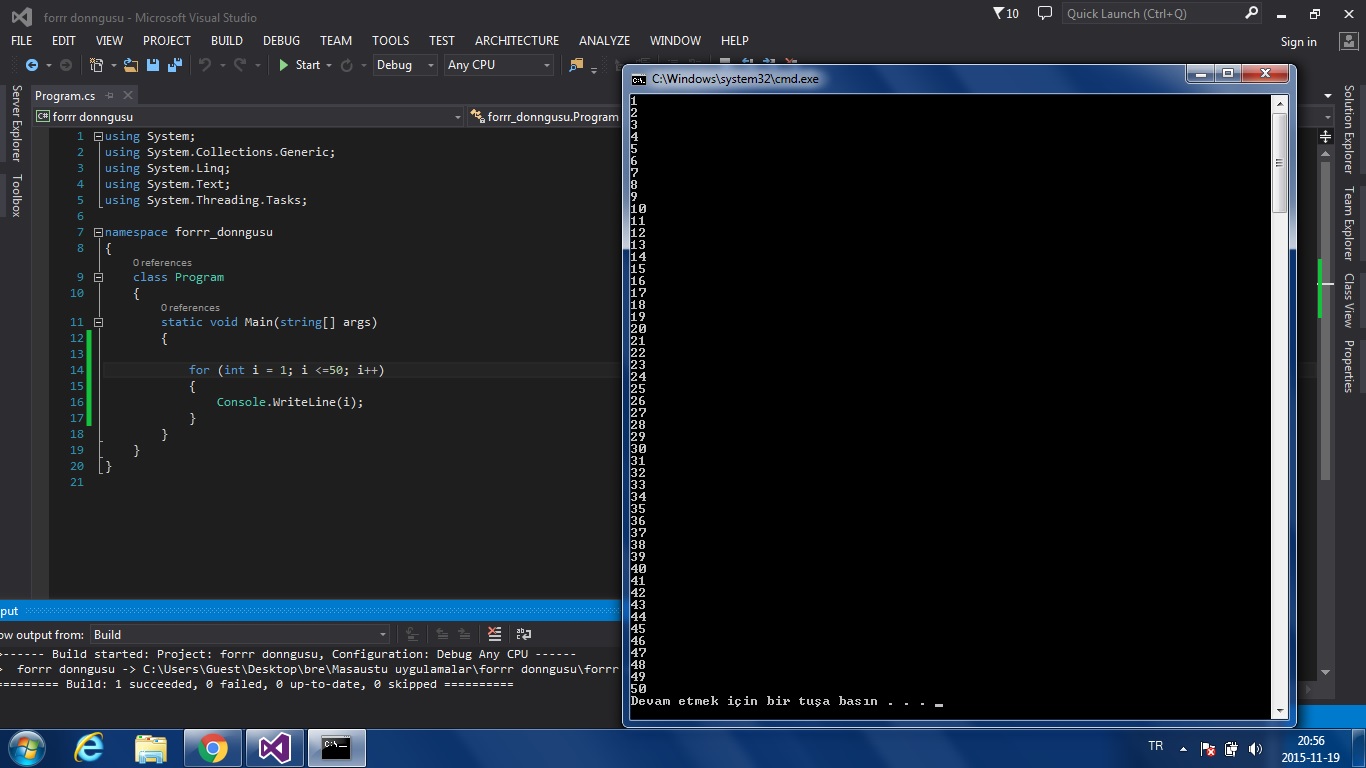 forrr donngusu - Microsoft Visual Studio
10
Quick Launch (Ctrl+Q)
FILE EDIT VIEW PROJECT BUILD DEBUG TEAM TOOLS TEST ARCHITECTURE ANALYZE WINDOW HELP
Sign in
Start Debug Any CPU
Server Explorer
Toolbox
Program.cs
C# forrr donngusu
forrr_donngusu.Program
1 using System;
2 using System.Collections.Generic;
3 using System.Linq;
4 using System.Text;
5 using System.Threading.Tasks;
6
7 namespace forrr_donngusu
8 {
0 references
9 class Program
10 {
0 references
11 static void Main(string[] args)
12 {
13
14 for (int i = 1; i <=50; i++)
15 {
16 Console.WriteLine(i);
17 }
18 }
19 }
20 }
21
C:\Windows\system32\cmd.exe
1
2
3
4
5
6
7
8
9
10
11
12
13
14
15
16
17
18
19
20
21
22
23
24
25
26
27
28
29
30
31
32
33
34
35
36
37
38
39
40
41
42
43
44
45
46
47
48
49
50
Devam etmek için bir tuşa basın . . .
Solution Explorer
Team Explorer
Class View
Properties
put
ow output from: Build
>------ Build started: Project: forrr donngusu, Configuration: Debug Any CPU ------
> forrr donngusu -> C:\Users\Guest\Desktop\bre\Masaustu uygulamalar\forrr donngusu\forrr
========= Build: 1 succeeded, 0 failed, 0 up-to-date, 0 skipped ==========
C:\
TR
20:56
2015-11-19